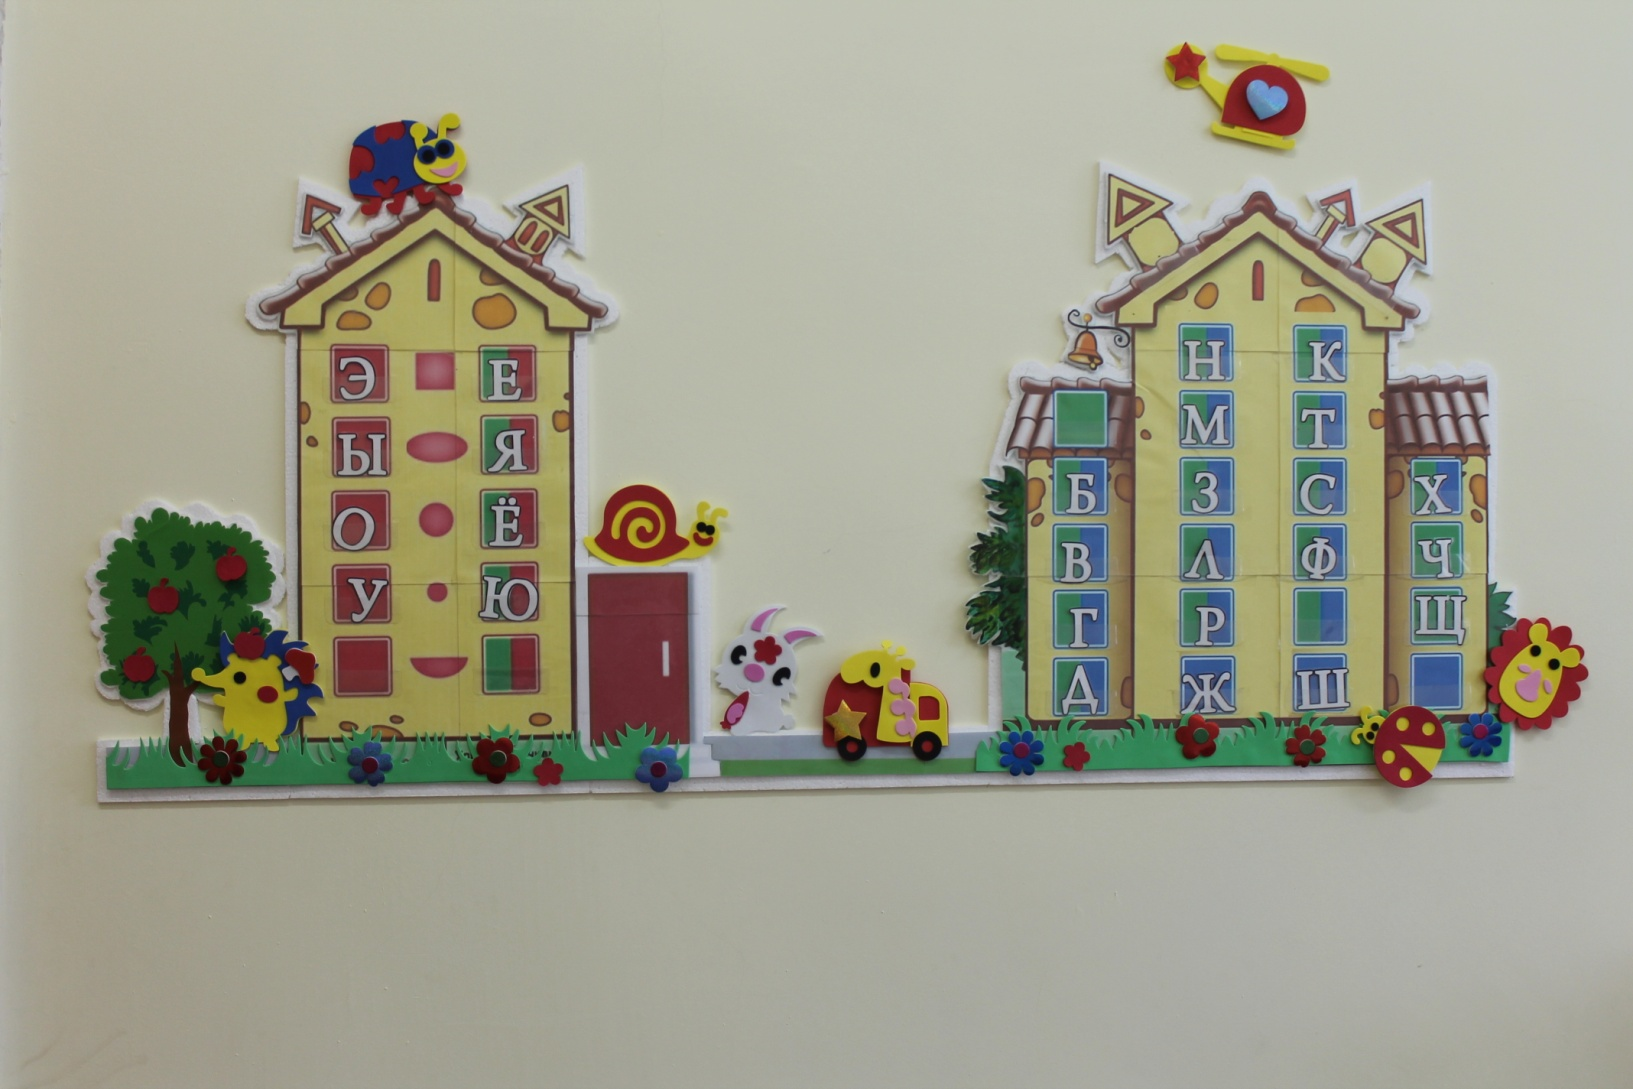 Э Е
Ы Я
О Ё
У Ю
Н К
М Т
Б З С Х
В Л Ф Ч
Г Р Щ
Д Ж Ш